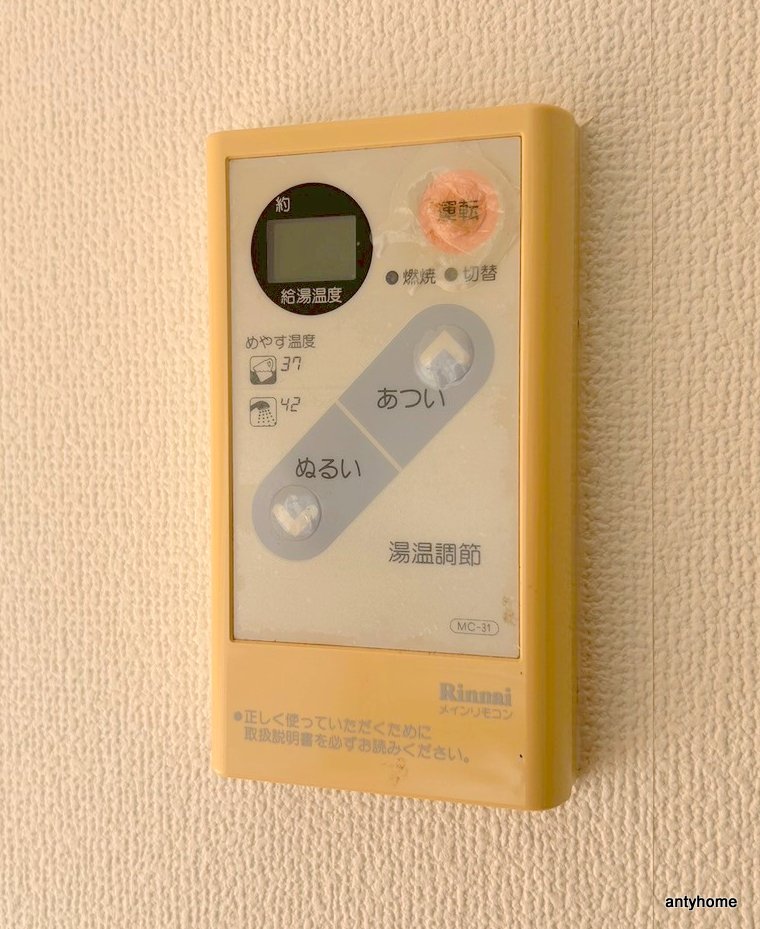 約
給湯温度
運転
燃焼 切替
めやす温度
37
42
あつい
ぬるい
湯温調節
MC-31
Rinnai
メインリモコン
●正しく使っていただくために
取扱説明書を必ずお読みください。
antyhome